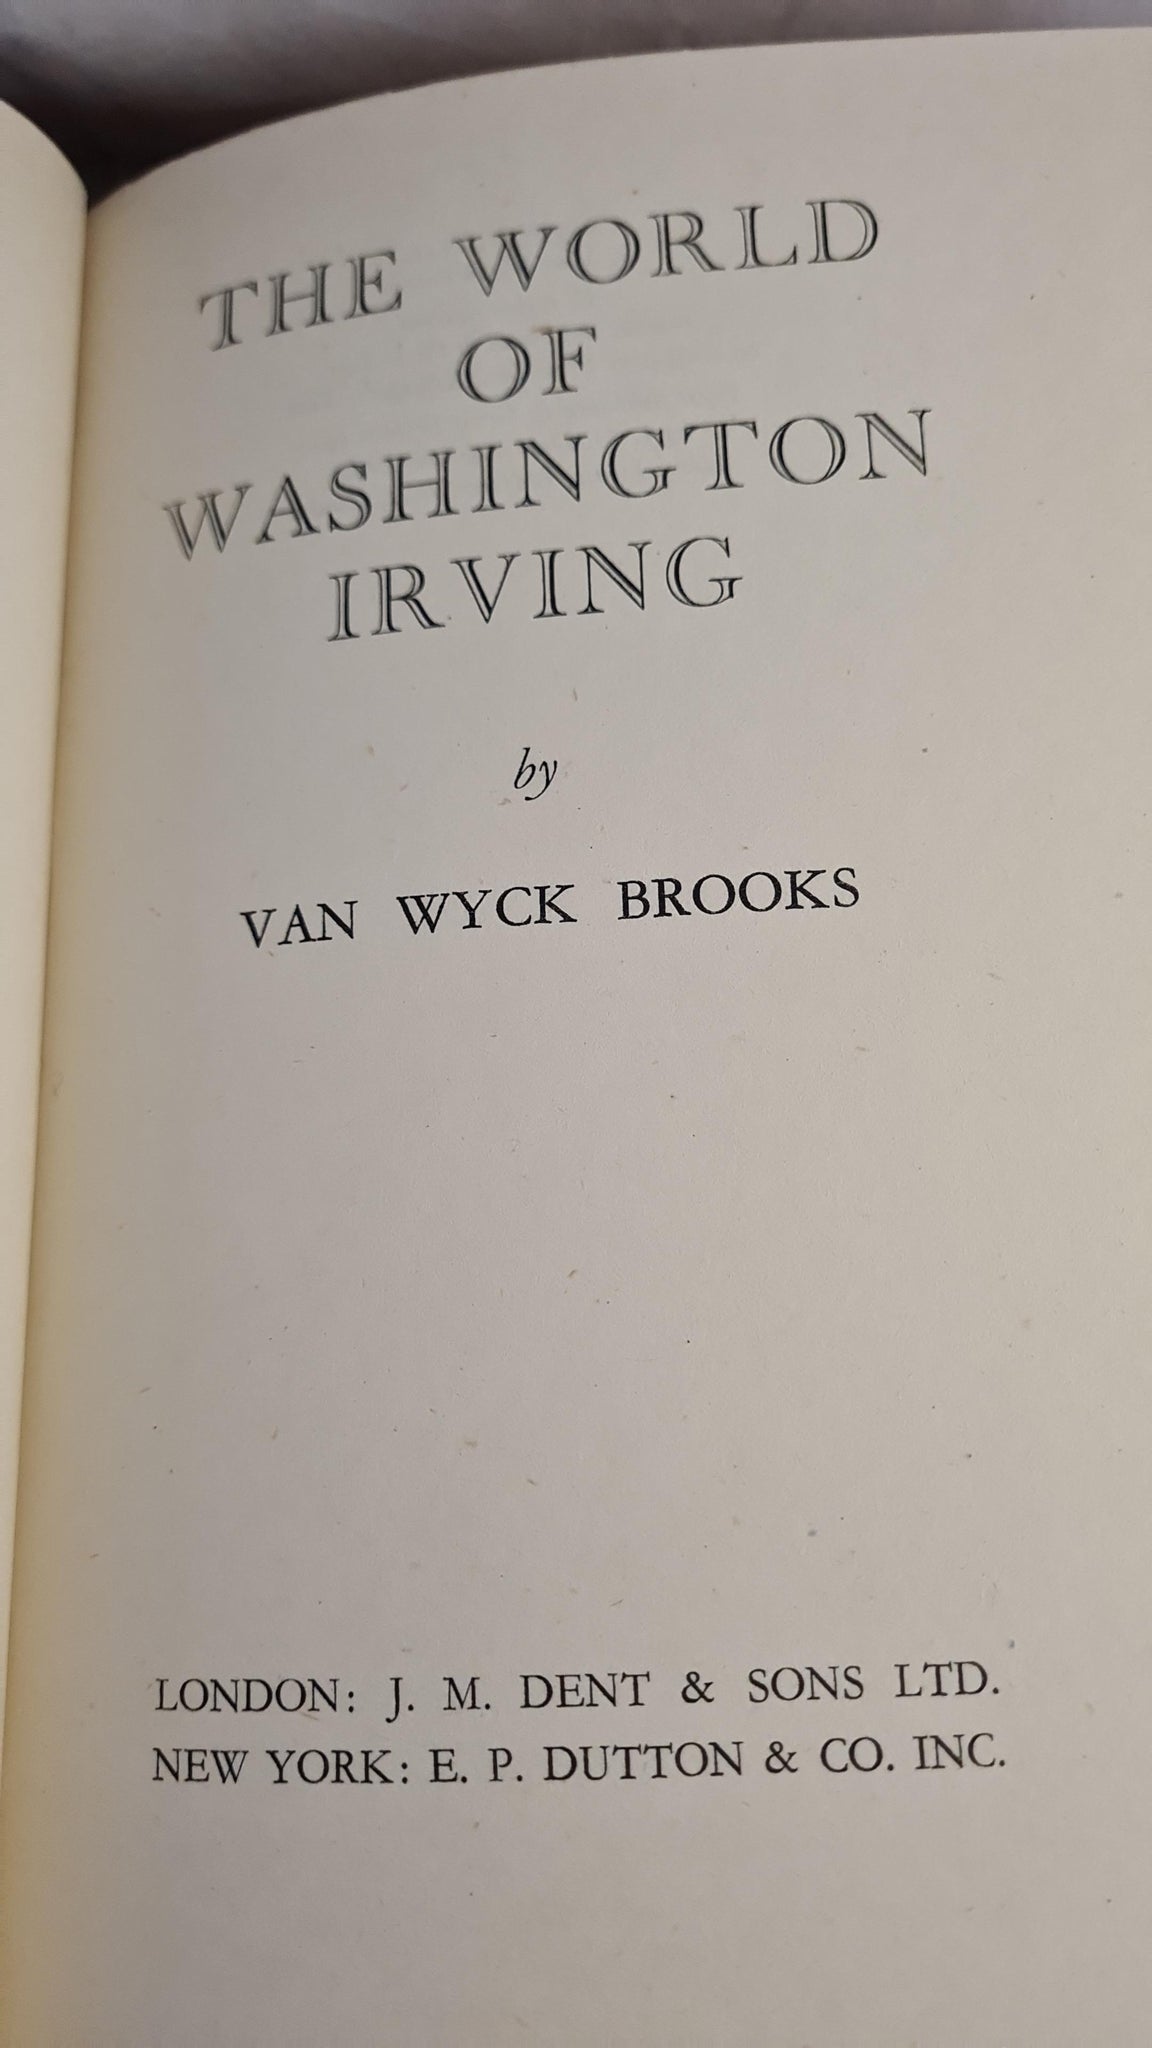 THE WORLD
OF
WASHINGTON
IRVING
by
VAN WYCK BROOKS
LONDON: J. M. DENT & SONS LTD.
NEW YORK: E. P. DUTTON & CO. INC.